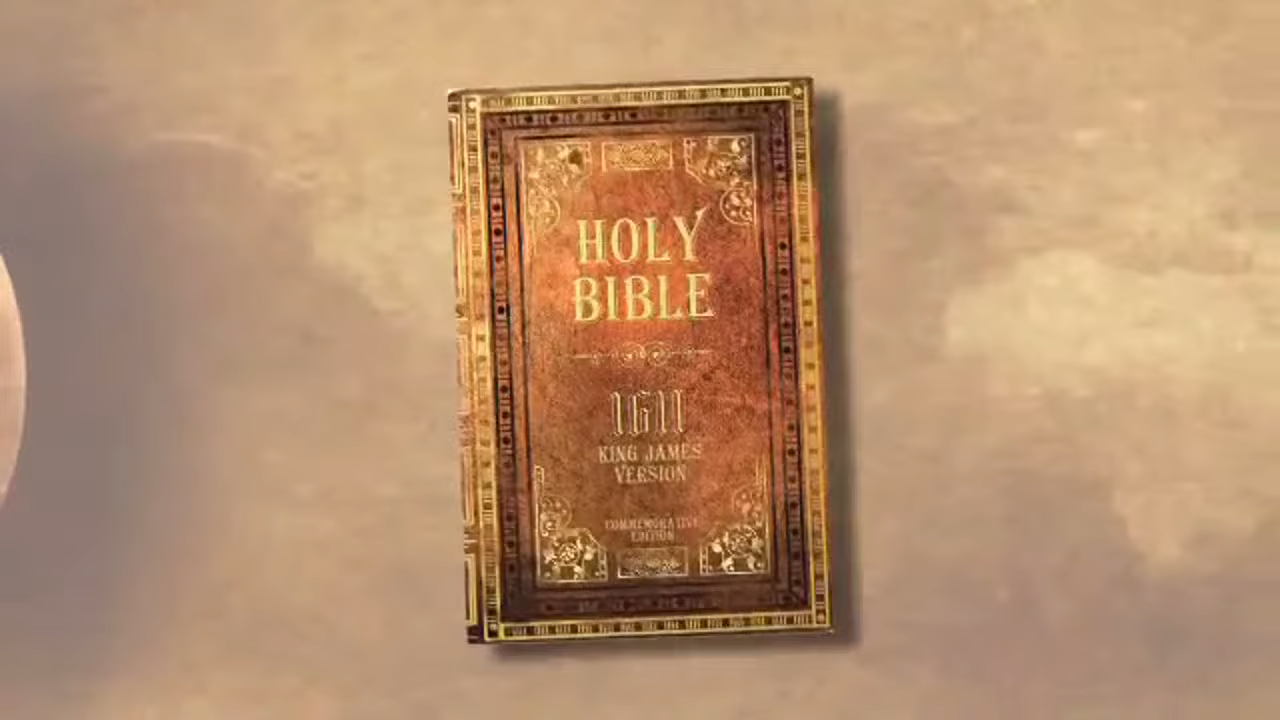 HOLY
BIBLE
1611
KING JAMES
VERSION
COMMEMORATIVE
EDITION